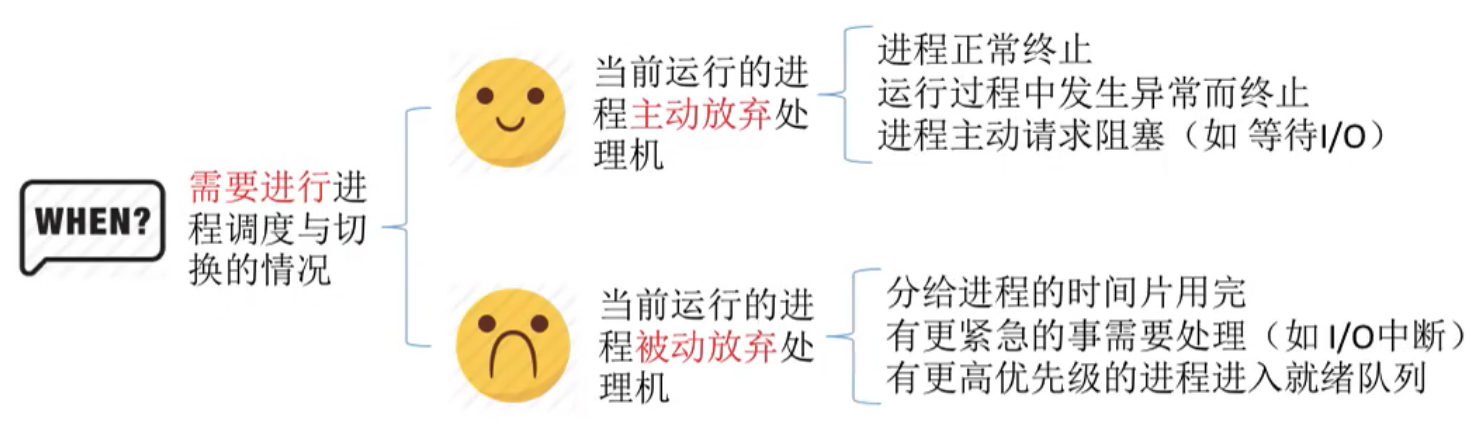 WHEN?
需要进行进
程调度与切
换的情况
当前运行的进
程主动放弃处
理机
进程正常终止
运行过程中发生异常而终止
进程主动请求阻塞（如 等待I/O）
当前运行的进
程被动放弃处
理机
分给进程的时间片用完
有更紧急的事需要处理（如 I/O中断）
有更高优先级的进程进入就绪队列